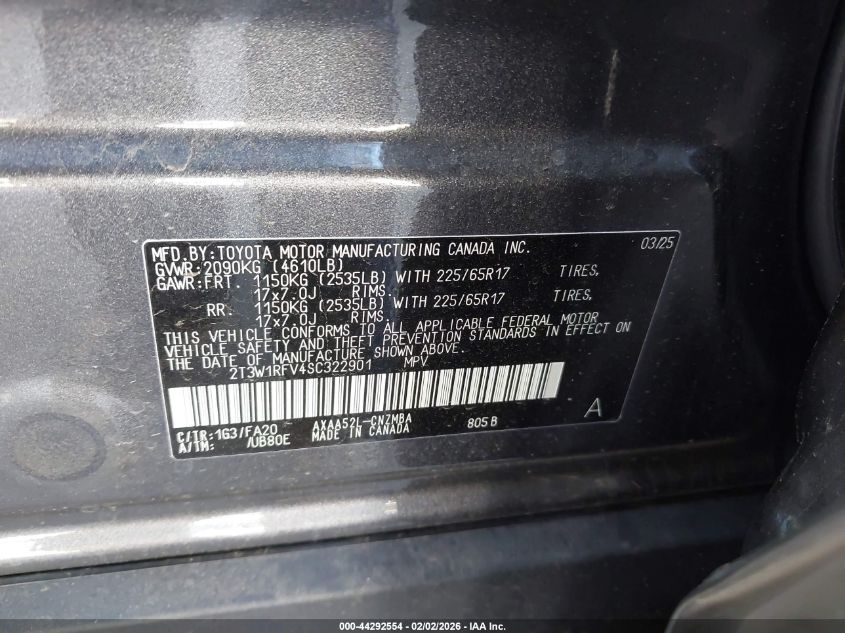 MFD.BY:TOYOTA MOTOR MANUFACTURING CANADA INC. 03/25
GVWR:2090KG (4610LB)
GAWR:FRT. 1150KG (2535LB) WITH 225/65R17 TIRES,
17x7.0J RIMS.
RR. 1150KG (2535LB) WITH 225/65R17 TIRES,
17x7.0J RIMS.
THIS VEHICLE CONFORMS TO ALL APPLICABLE FEDERAL MOTOR
VEHICLE SAFETY AND THEFT PREVENTION STANDARDS IN EFFECT ON
THE DATE OF MANUFACTURE SHOWN ABOVE.
2T3W1RFV4SC322901 MPV
A
C/TR:1G3/FA20 AXAA52L-CNZMBA 805B
A/TM: /UB80E MADE IN CANADA
000-44292554 - 02/02/2026 - IAA Inc.